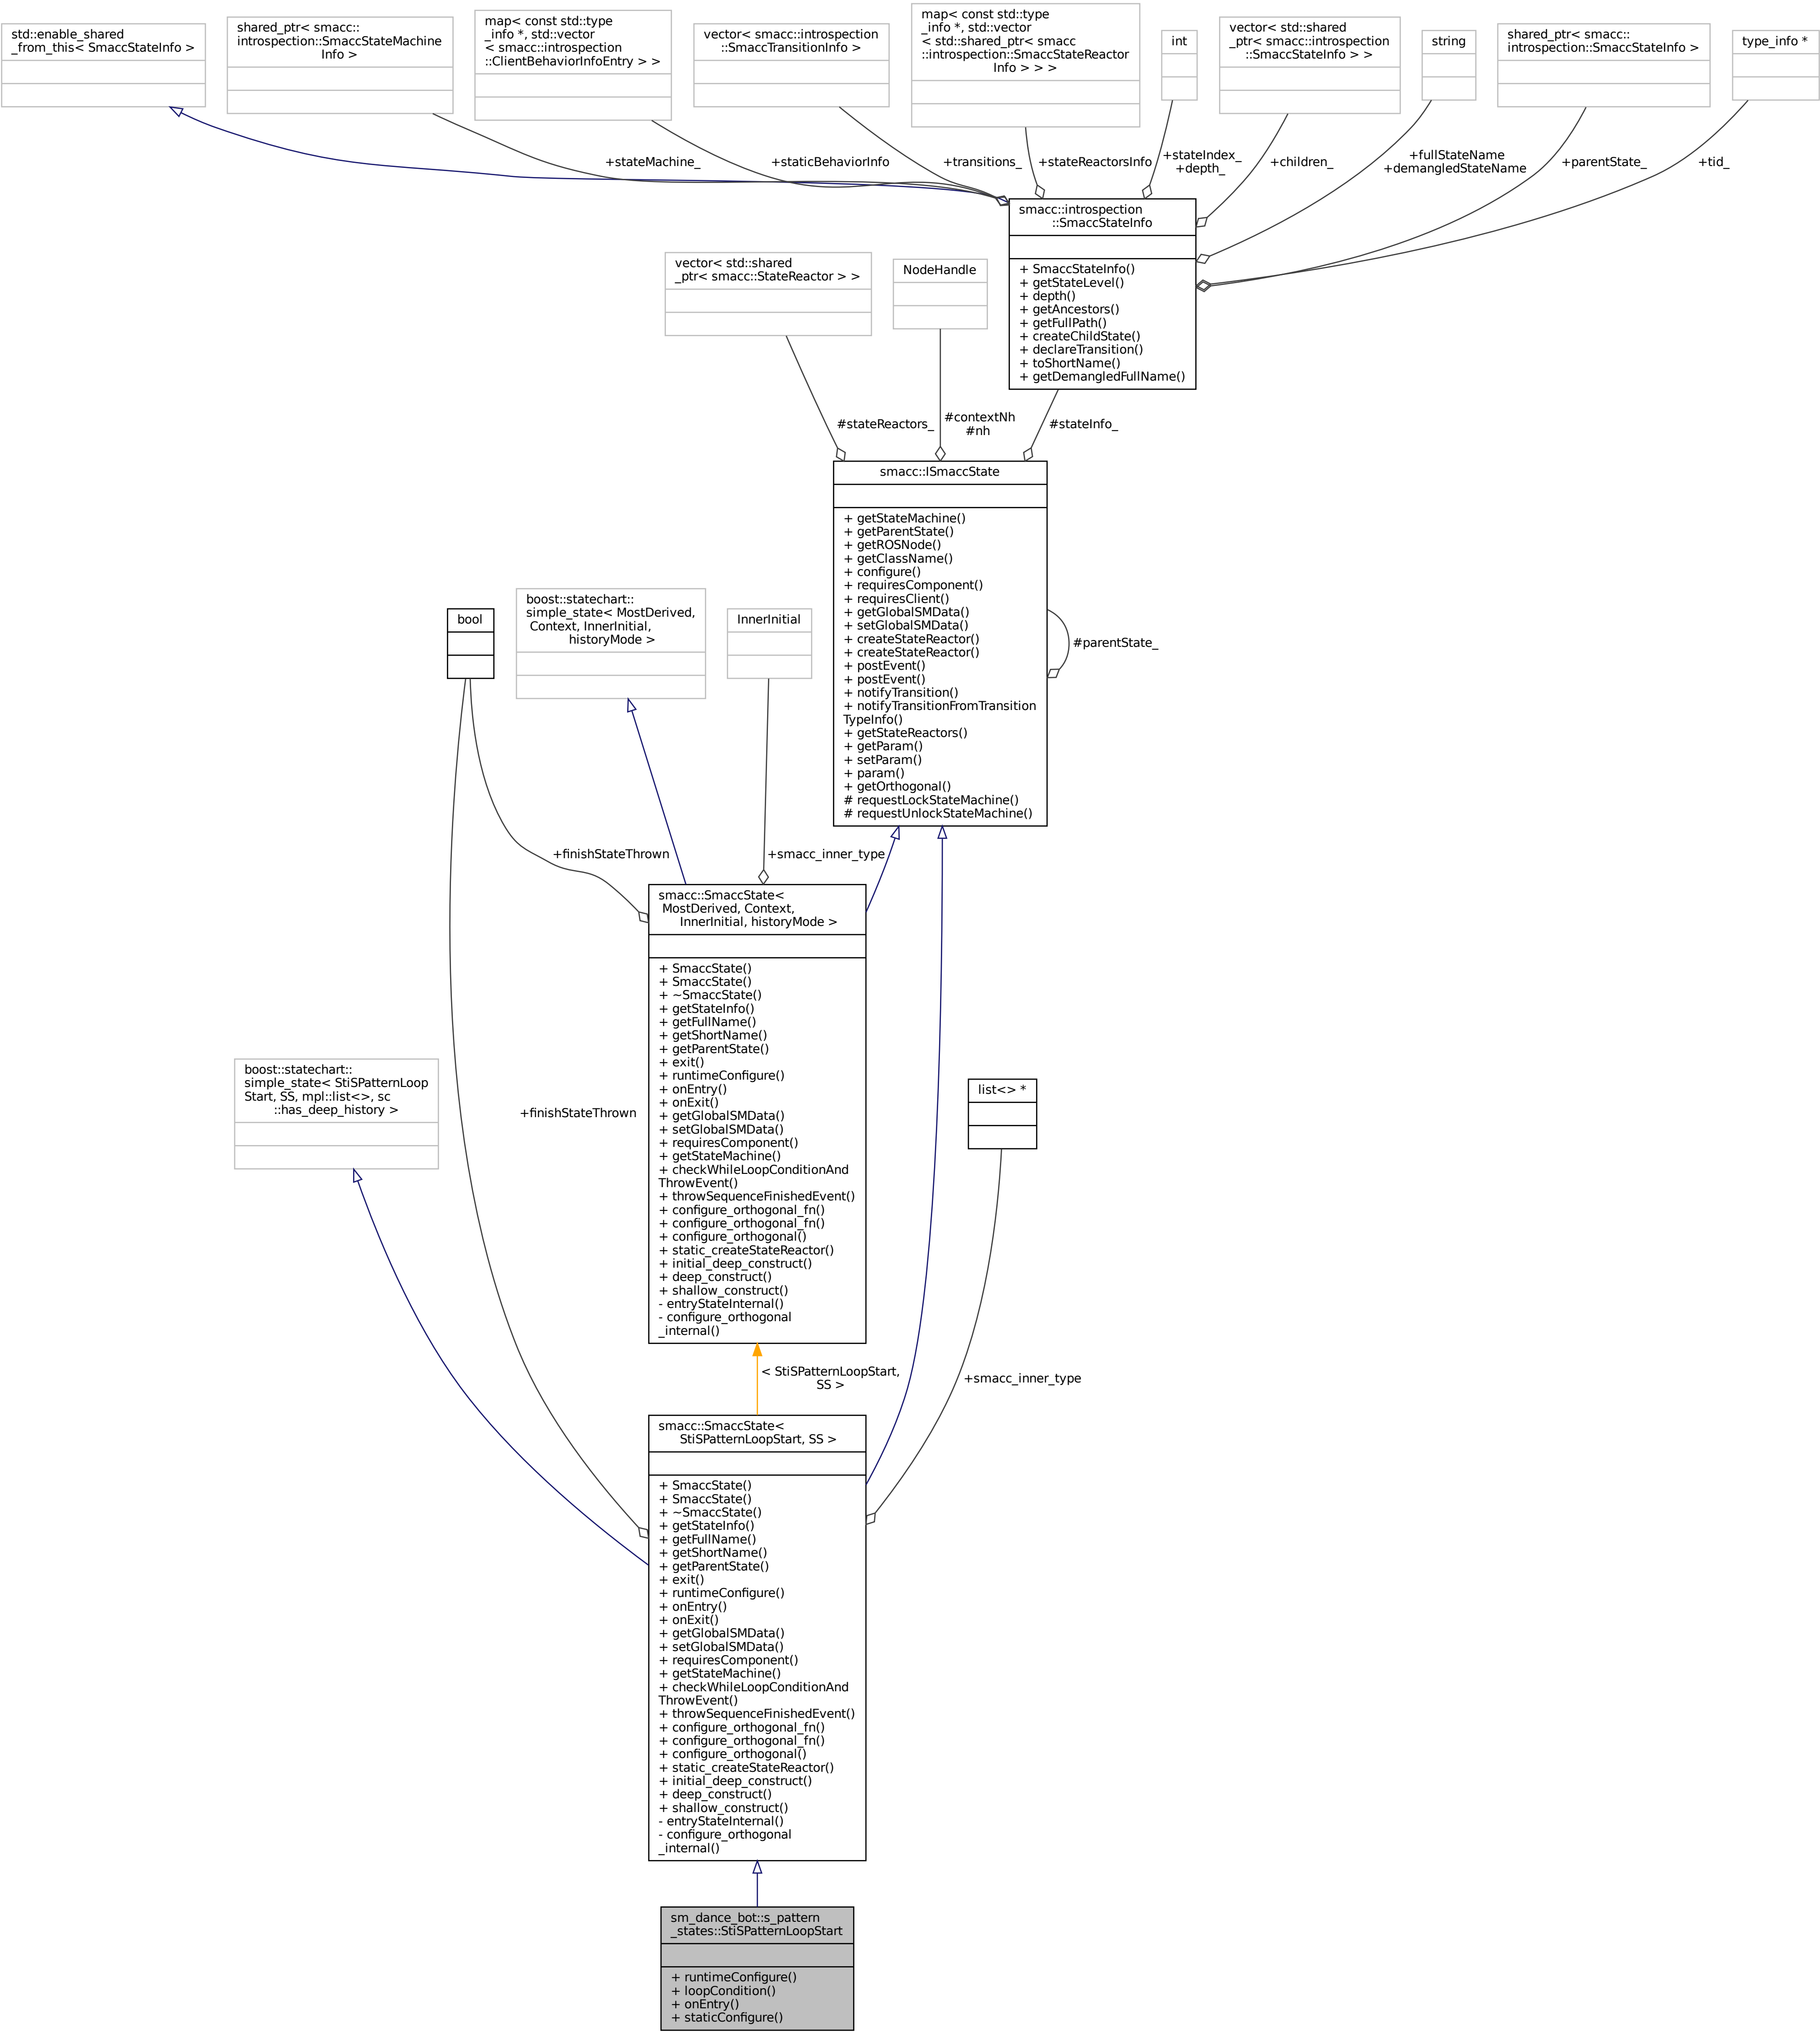 std::enable_shared
_from_this< SmaccStateInfo >
shared_ptr< smacc::
introspection::SmaccStateMachine
Info >
map< const std::type
_info *, std::vector
< smacc::introspection
::ClientBehaviorInfoEntry > >
vector< smacc::introspection
::SmaccTransitionInfo >
map< const std::type
_info *, std::vector
< std::shared_ptr< smacc
::introspection::SmaccStateReactor
Info > > >
int
vector< std::shared
_ptr< smacc::introspection
::SmaccStateInfo > >
string
shared_ptr< smacc::
introspection::SmaccStateInfo >
type_info *
+stateMachine_
+staticBehaviorInfo
+transitions_
+stateReactorsInfo
+stateIndex_
+depth_
+children_
+fullStateName
+demangledStateName
+parentState_
+tid_
smacc::introspection
::SmaccStateInfo
+ SmaccStateInfo()
+ getStateLevel()
+ depth()
+ getAncestors()
+ getFullPath()
+ createChildState()
+ declareTransition()
+ toShortName()
+ getDemangledFullName()
vector< std::shared
_ptr< smacc::StateReactor > >
NodeHandle
#stateReactors_
#contextNh
#nh
#stateInfo_
smacc::ISmaccState
+ getStateMachine()
+ getParentState()
+ getROSNode()
+ getClassName()
+ configure()
+ requiresComponent()
+ requiresClient()
+ getGlobalSMData()
+ setGlobalSMData()
+ createStateReactor()
+ createStateReactor()
+ postEvent()
+ postEvent()
+ notifyTransition()
+ notifyTransitionFromTransition
TypeInfo()
+ getStateReactors()
+ getParam()
+ setParam()
+ param()
+ getOrthogonal()
# requestLockStateMachine()
# requestUnlockStateMachine()
#parentState_
bool
boost::statechart::
simple_state< MostDerived,
Context, InnerInitial,
historyMode >
InnerInitial
+finishStateThrown
+smacc_inner_type
smacc::SmaccState<
MostDerived, Context,
InnerInitial, historyMode >
+ SmaccState()
+ SmaccState()
+ ~SmaccState()
+ getStateInfo()
+ getFullName()
+ getShortName()
+ getParentState()
+ exit()
+ runtimeConfigure()
+ onEntry()
+ onExit()
+ getGlobalSMData()
+ setGlobalSMData()
+ requiresComponent()
+ getStateMachine()
+ checkWhileLoopConditionAnd
ThrowEvent()
+ throwSequenceFinishedEvent()
+ configure_orthogonal_fn()
+ configure_orthogonal_fn()
+ configure_orthogonal()
+ static_createStateReactor()
+ initial_deep_construct()
+ deep_construct()
+ shallow_construct()
- entryStateInternal()
- configure_orthogonal
_internal()
boost::statechart::
simple_state< StiSPatternLoop
Start, SS, mpl::list<>, sc
::has_deep_history >
+finishStateThrown
list<> *
< StiSPatternLoopStart,
SS >
+smacc_inner_type
smacc::SmaccState<
StiSPatternLoopStart, SS >
+ SmaccState()
+ SmaccState()
+ ~SmaccState()
+ getStateInfo()
+ getFullName()
+ getShortName()
+ getParentState()
+ exit()
+ runtimeConfigure()
+ onEntry()
+ onExit()
+ getGlobalSMData()
+ setGlobalSMData()
+ requiresComponent()
+ getStateMachine()
+ checkWhileLoopConditionAnd
ThrowEvent()
+ throwSequenceFinishedEvent()
+ configure_orthogonal_fn()
+ configure_orthogonal_fn()
+ configure_orthogonal()
+ static_createStateReactor()
+ initial_deep_construct()
+ deep_construct()
+ shallow_construct()
- entryStateInternal()
- configure_orthogonal
_internal()
sm_dance_bot::s_pattern
_states::StiSPatternLoopStart
+ runtimeConfigure()
+ loopCondition()
+ onEntry()
+ staticConfigure()